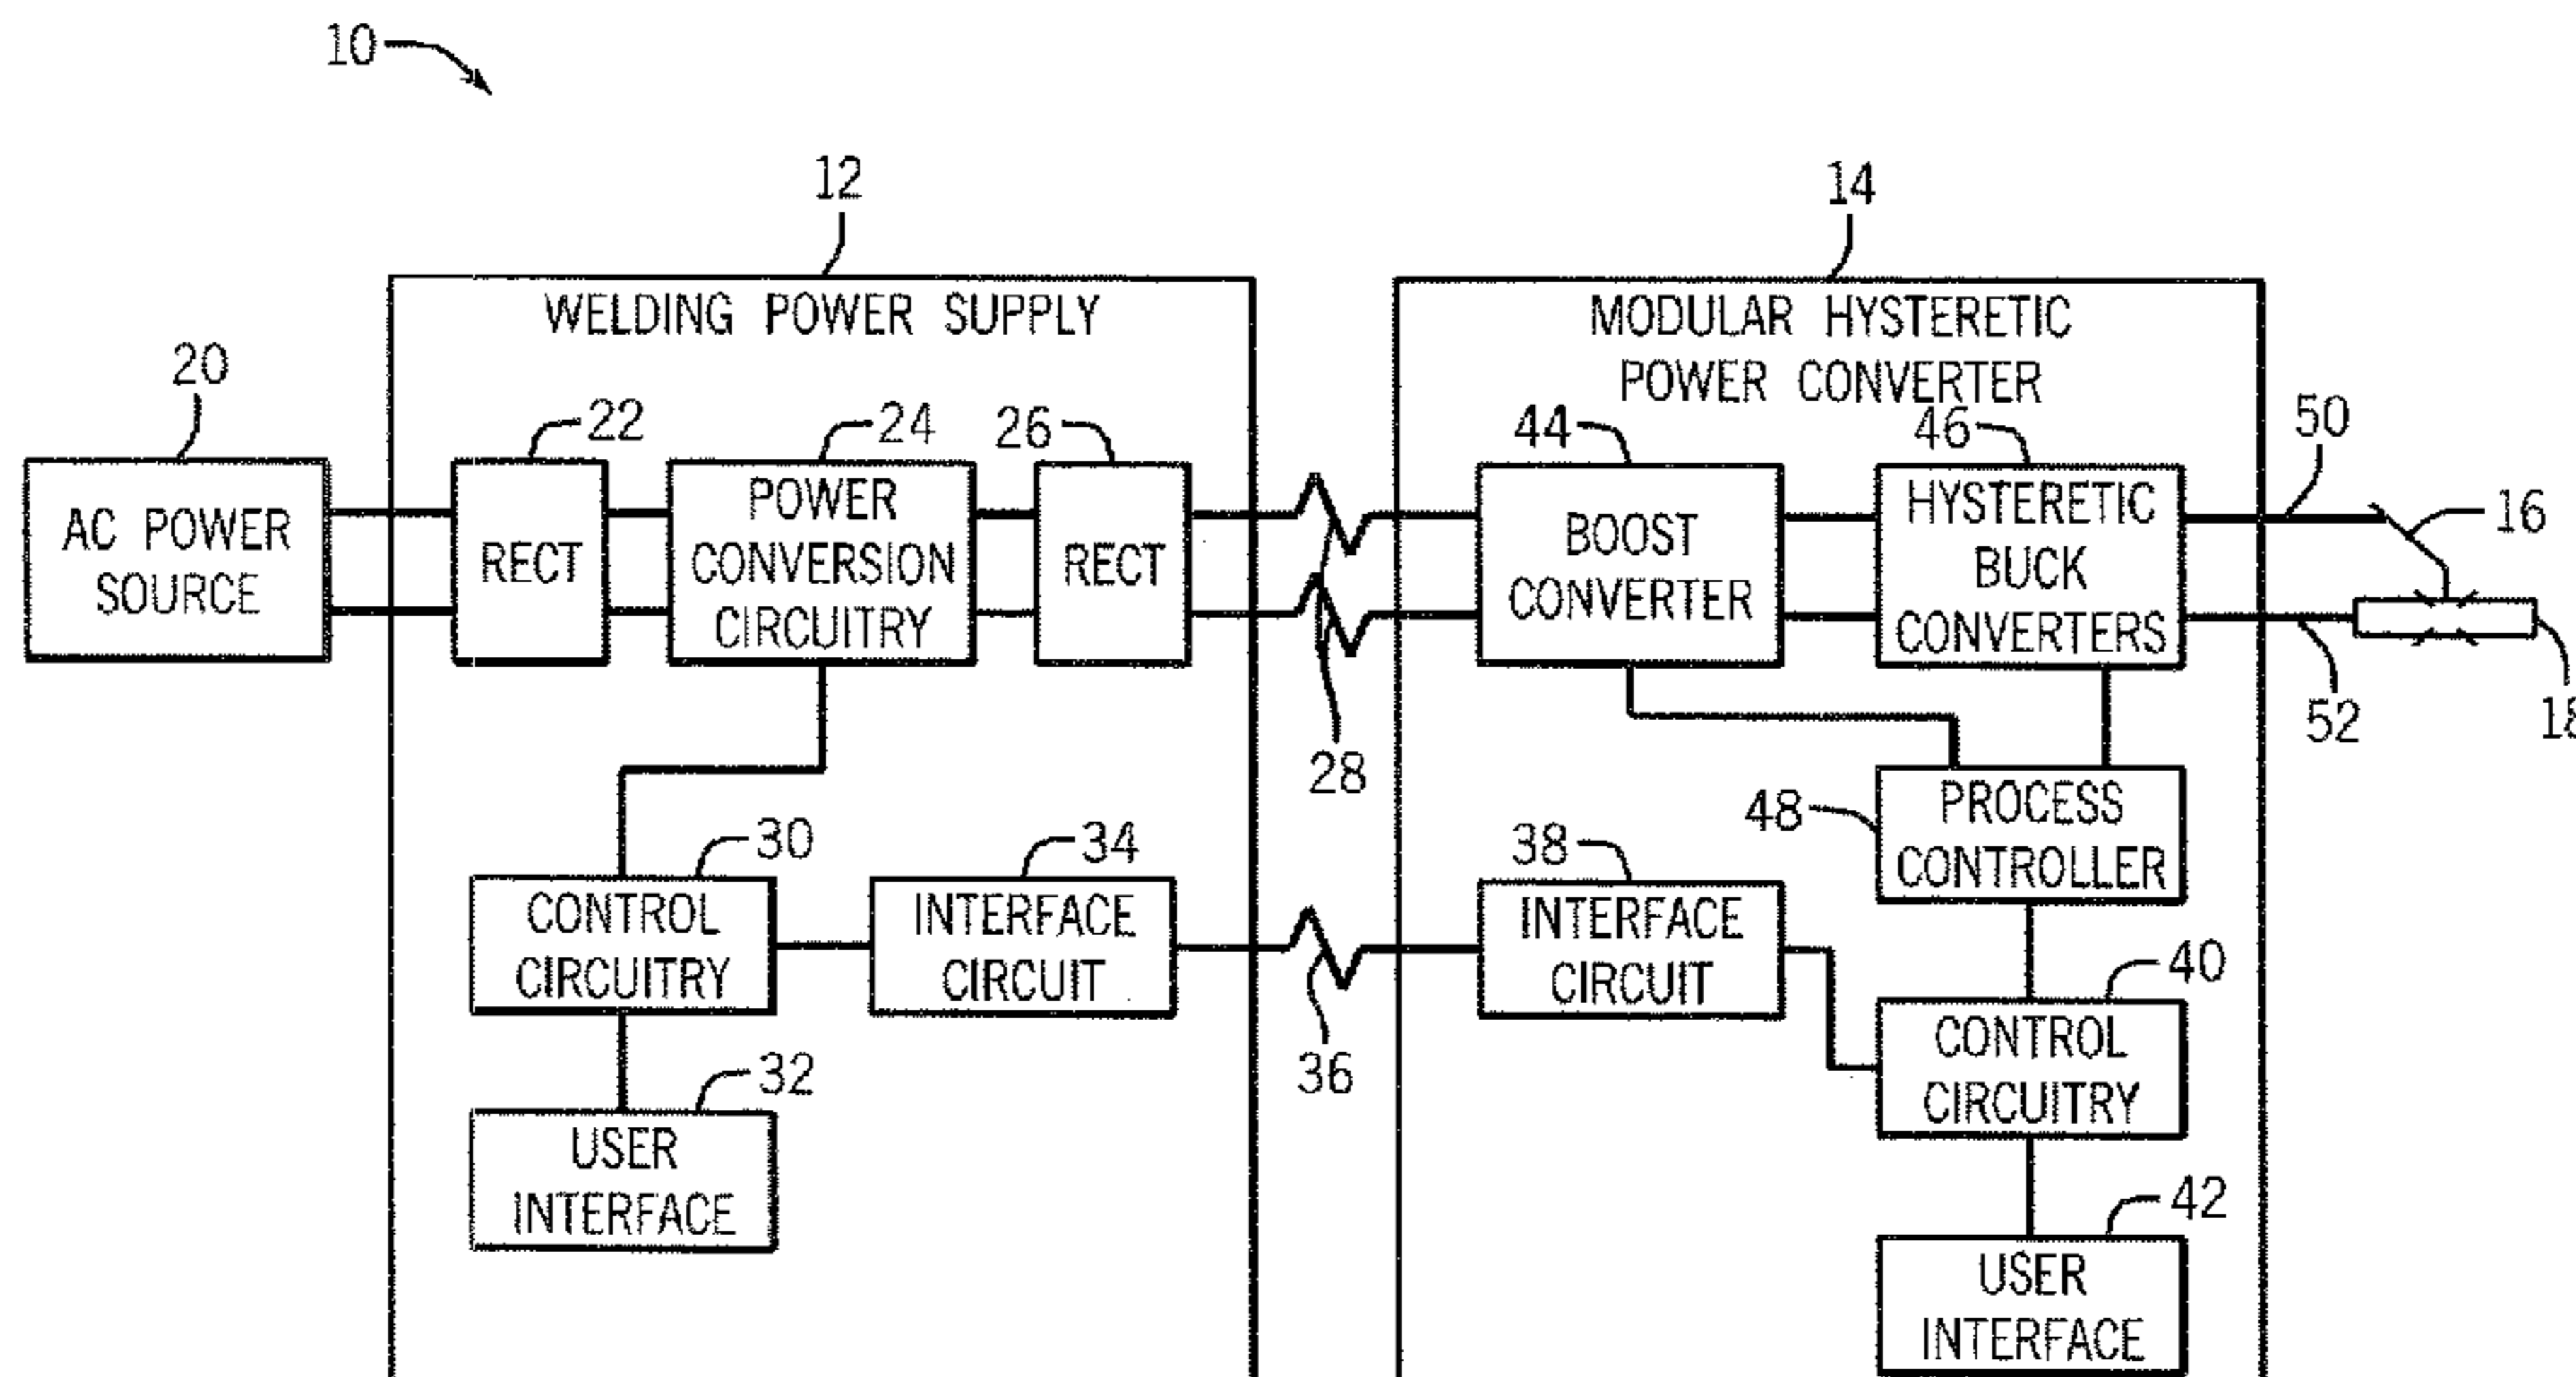 10
12
14
WELDING POWER SUPPLY
MODULAR HYSTERETIC
POWER CONVERTER
20
22
24
26
44
46
50
16
AC POWER
SOURCE
RECT
POWER
CONVERSION
CIRCUITRY
RECT
BOOST
CONVERTER
HYSTERETIC
BUCK
CONVERTERS
28
52
18
30
34
38
48
PROCESS
CONTROLLER
CONTROL
CIRCUITRY
INTERFACE
CIRCUIT
36
INTERFACE
CIRCUIT
40
CONTROL
CIRCUITRY
32
USER
INTERFACE
42
USER
INTERFACE